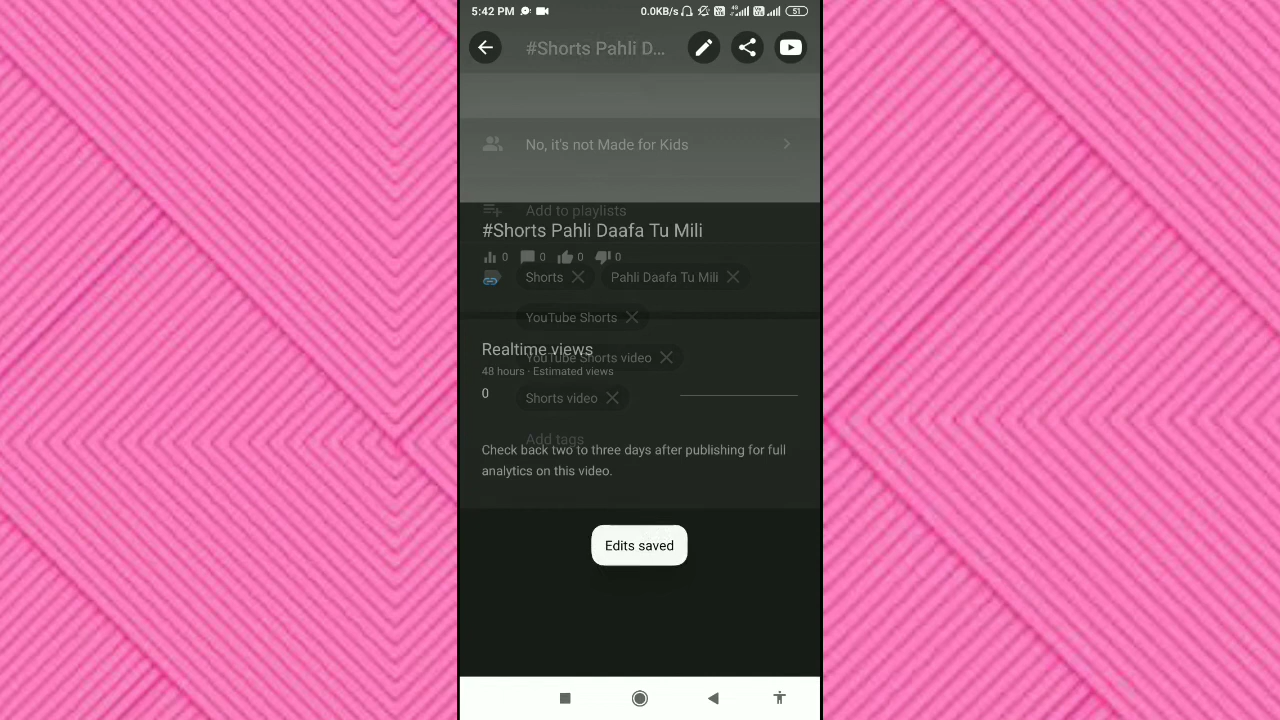 5:42 PM 0.0KB/s 4G 51
#Shorts Pahli D...
No, it's not Made for Kids
Add to playlists
#Shorts Pahli Daafa Tu Mili
0 0 0 0
Shorts Pahli Daafa Tu Mili
YouTube Shorts
Realtime views
YouTube Shorts video
48 hours · Estimated views
0
Shorts video
Add tags
Check back two to three days after publishing for full
analytics on this video.
Edits saved